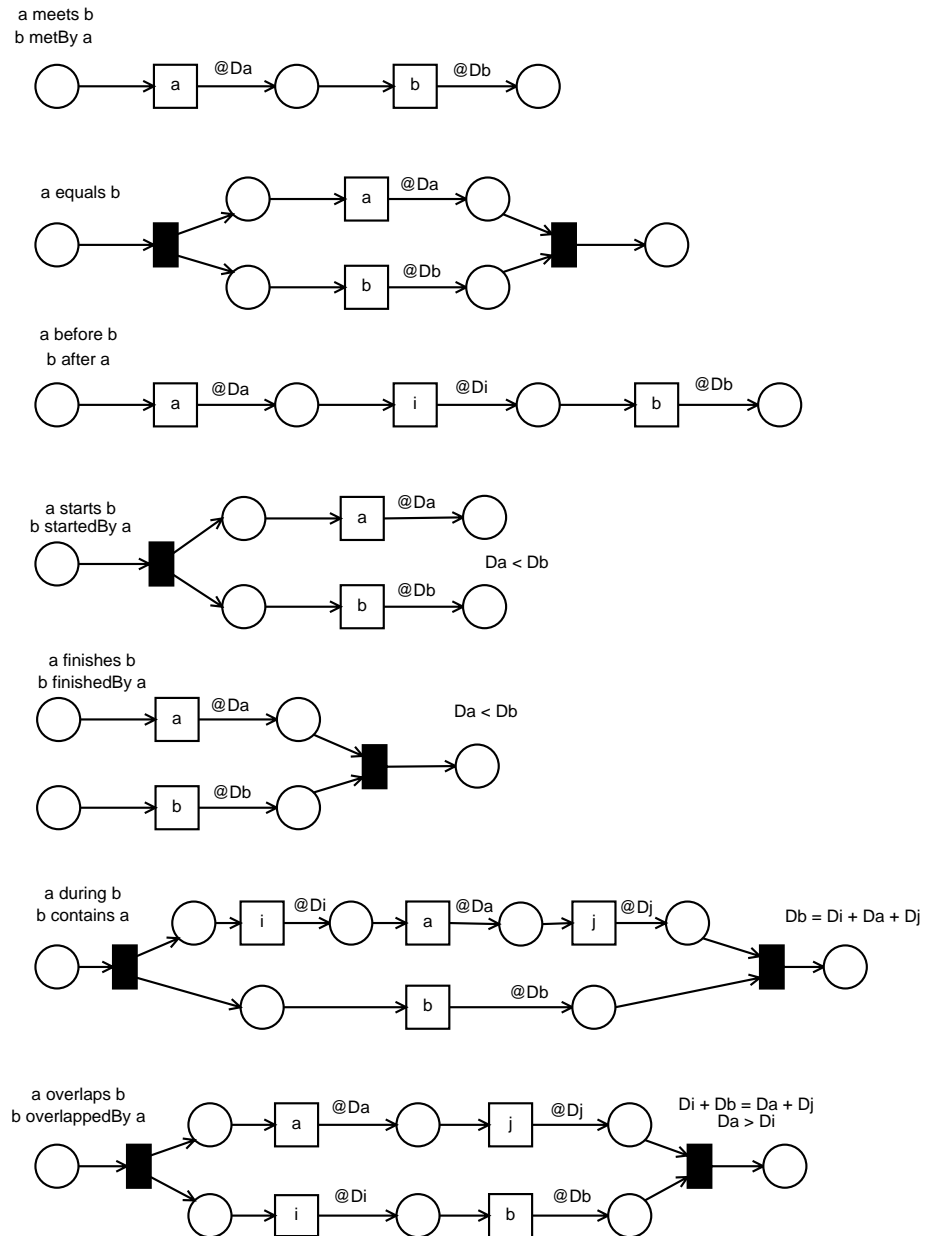 a meets b
b metBy a
@Da
@Db
a
b
a equals b
@Da
a
@Db
b
a before b
b after a
@Da
@Di
@Db
a
i
b
a starts b
b startedBy a
@Da
a
Da < Db
@Db
b
a finishes b
b finishedBy a
@Da
a
Da < Db
@Db
b
a during b
b contains a
@Di
@Da
@Dj
i
a
j
Db = Di + Da + Dj
@Db
b
a overlaps b
b overlappedBy a
@Da
@Dj
a
j
Di + Db = Da + Dj
Da > Di
@Di
@Db
i
b